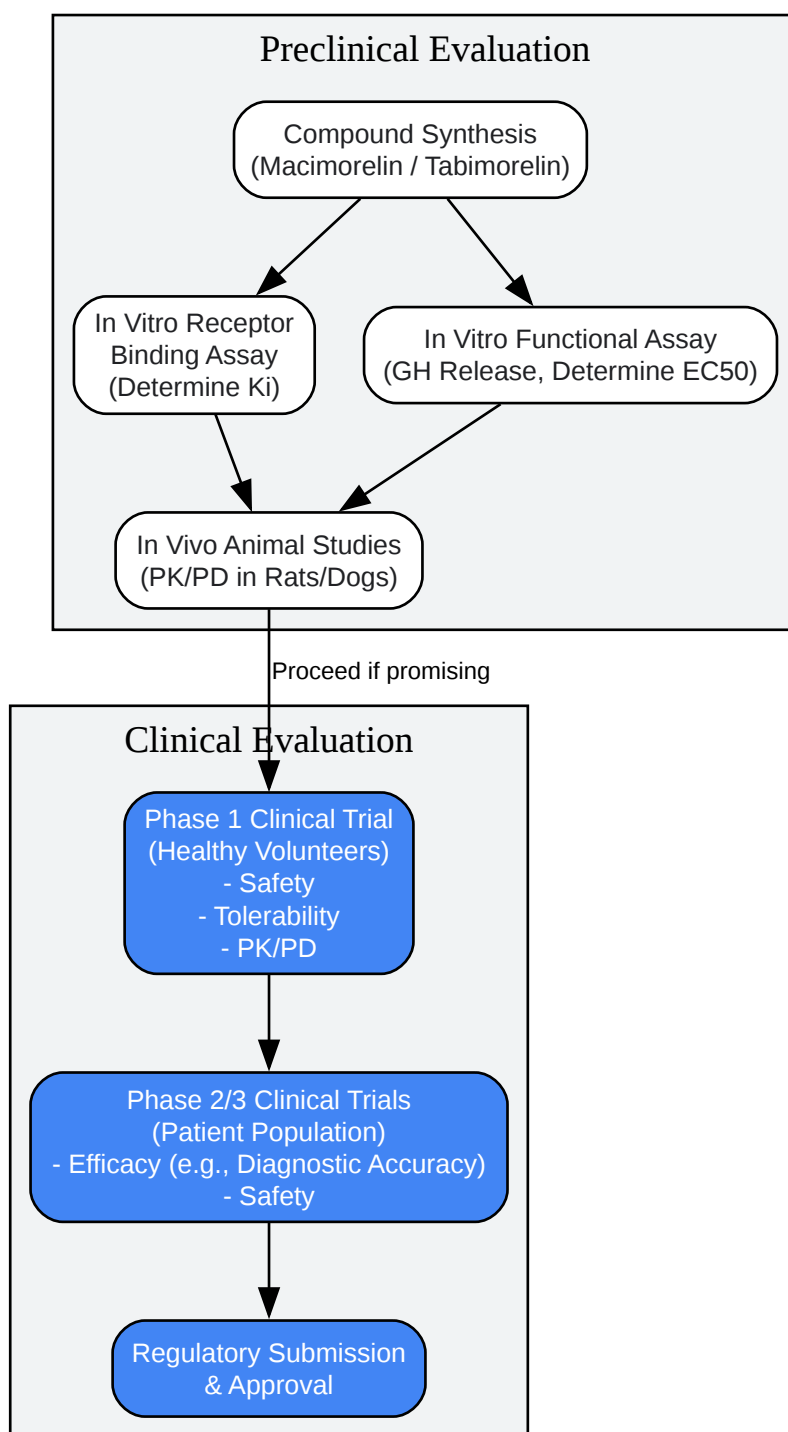 Preclinical Evaluation
Compound Synthesis
(Macimorelin / Tabimorelin)
In Vitro Receptor
Binding Assay
(Determine Ki)
In Vitro Functional Assay
(GH Release, Determine EC50)
In Vivo Animal Studies
(PK/PD in Rats/Dogs)
Proceed if promising
Clinical Evaluation
Phase 1 Clinical Trial
(Healthy Volunteers)
- Safety
- Tolerability
- PK/PD
Phase 2/3 Clinical Trials
(Patient Population)
- Efficacy (e.g., Diagnostic Accuracy)
- Safety
Regulatory Submission
& Approval